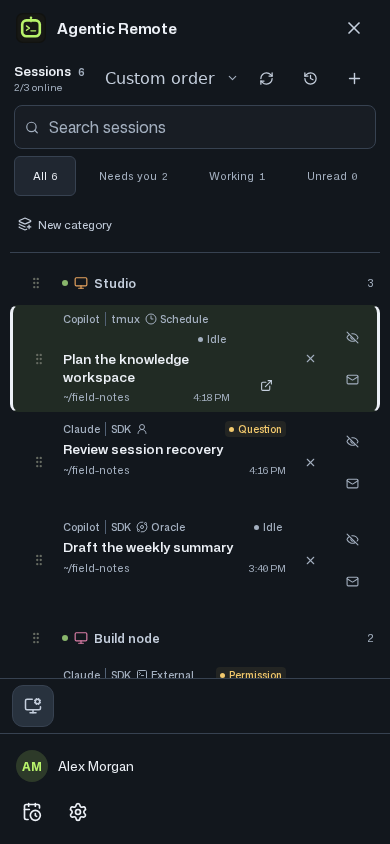 Agentic Remote
Sessions 6
2/3 online
Custom order
Search sessions
All 6
Needs you 2
Working 1
Unread 0
New category
Studio
3
Copilot | tmux Schedule
Idle
Plan the knowledge
workspace
~/field-notes
4:18 PM
Claude | SDK
Question
Review session recovery
~/field-notes
4:16 PM
Copilot | SDK Oracle
Idle
Draft the weekly summary
~/field-notes
3:40 PM
Build node
2
Claude | SDK External
Permission
AM
Alex Morgan